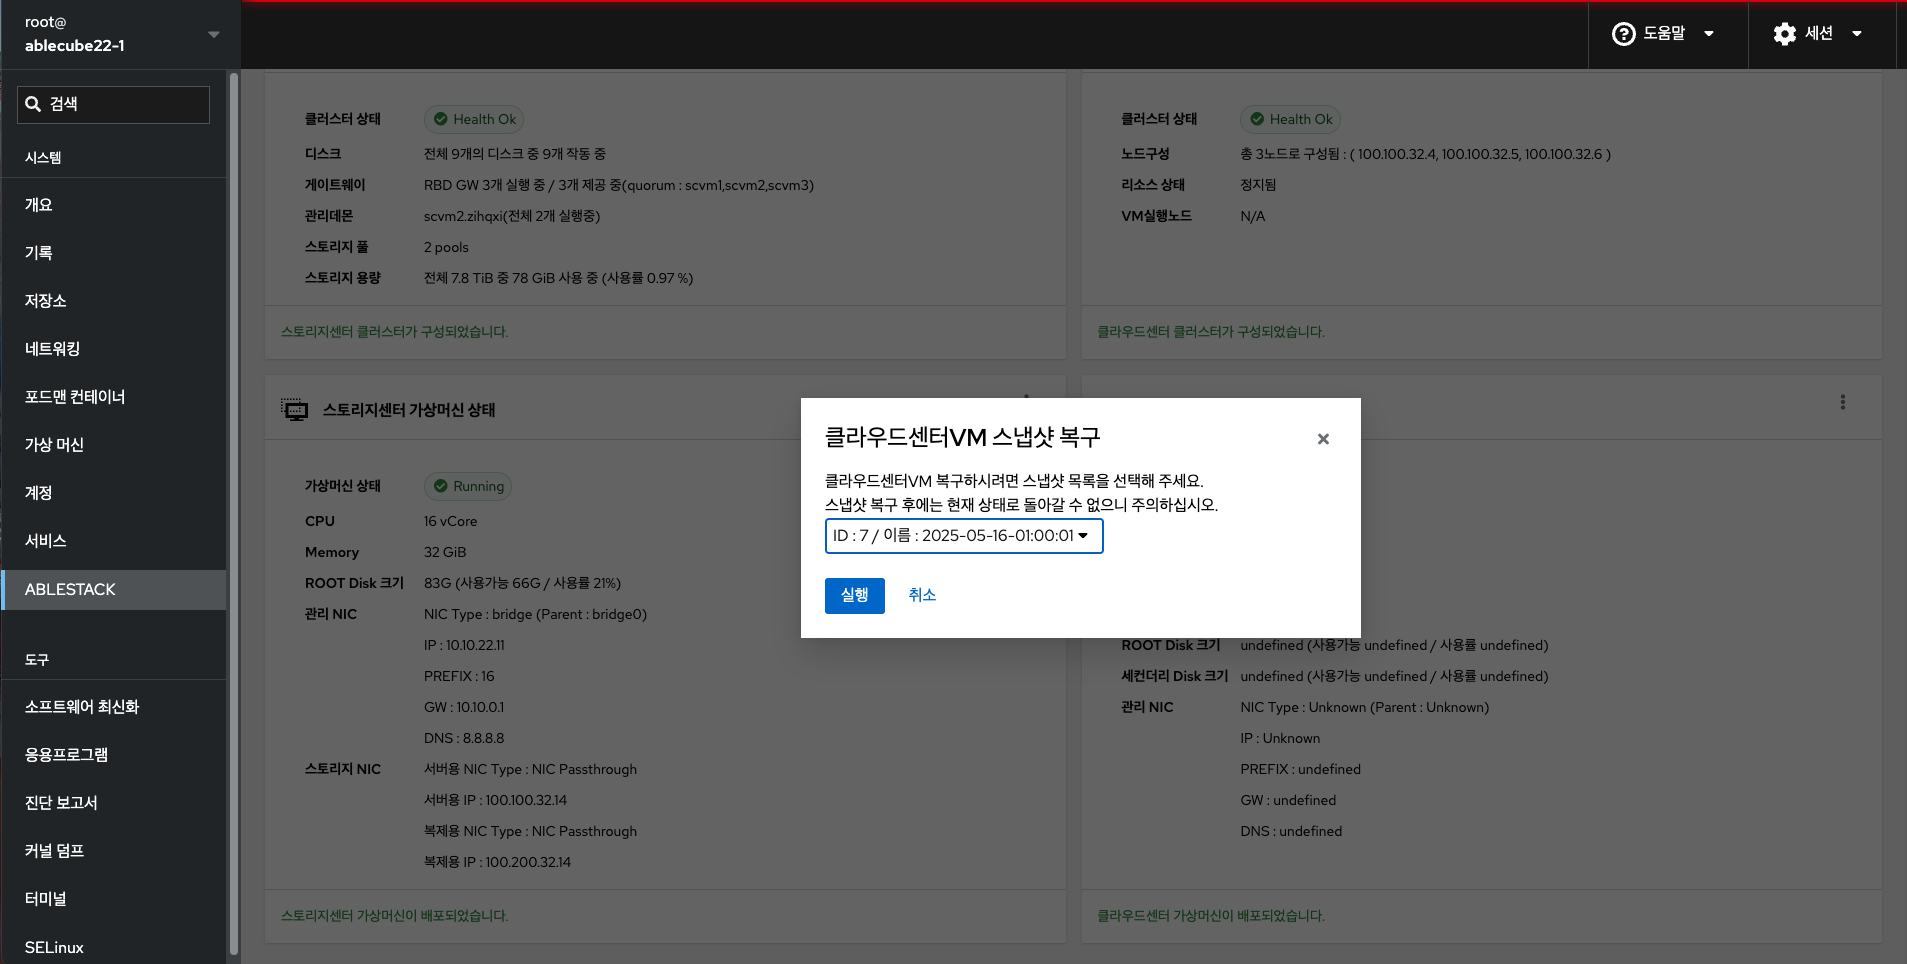 root@
ablecube22-1
도움말
세션
검색
시스템
개요
기록
저장소
네트워킹
포드맨 컨테이너
가상 머신
계정
서비스
ABLESTACK
도구
소프트웨어 최신화
응용프로그램
진단 보고서
커널 덤프
터미널
SELinux
클러스터 상태 Health Ok
디스크 전체 9개의 디스크 중 9개 작동 중
게이트웨이 RBD GW 3개 실행 중 / 3개 제공 중(quorum : scvm1,scvm2,scvm3)
관리데몬 scvm2.zihqxi(전체 2개 실행중)
스토리지 풀 2 pools
스토리지 용량 전체 7.8 TiB 중 78 GiB 사용 중 (사용률 0.97 %)
스토리지센터 클러스터가 구성되었습니다.
클러스터 상태 Health Ok
노드구성 총 3노드로 구성됨 : ( 100.100.32.4, 100.100.32.5, 100.100.32.6 )
리소스 상태 정지됨
VM실행노드 N/A
클라우드센터 클러스터가 구성되었습니다.
스토리지센터 가상머신 상태
가상머신 상태 Running
CPU 16 vCore
Memory 32 GiB
ROOT Disk 크기 83G (사용가능 66G / 사용률 21%)
관리 NIC NIC Type : bridge (Parent : bridge0)
IP : 10.10.22.11
PREFIX : 16
GW : 10.10.0.1
DNS : 8.8.8.8
스토리지 NIC 서버용 NIC Type : NIC Passthrough
서버용 IP : 100.100.32.14
복제용 NIC Type : NIC Passthrough
복제용 IP : 100.200.32.14
스토리지센터 가상머신이 배포되었습니다.
클라우드센터VM 스냅샷 복구
클라우드센터VM 복구하시려면 스냅샷 목록을 선택해 주세요.
스냅샷 복구 후에는 현재 상태로 돌아갈 수 없으니 주의하십시오.
ID : 7 / 이름 : 2025-05-16-01:00:01
실행 취소
ROOT Disk 크기 undefined (사용가능 undefined / 사용률 undefined)
세컨더리 Disk 크기 undefined (사용가능 undefined / 사용률 undefined)
관리 NIC NIC Type : Unknown (Parent : Unknown)
IP : Unknown
PREFIX : undefined
GW : undefined
DNS : undefined
클라우드센터 가상머신이 배포되었습니다.